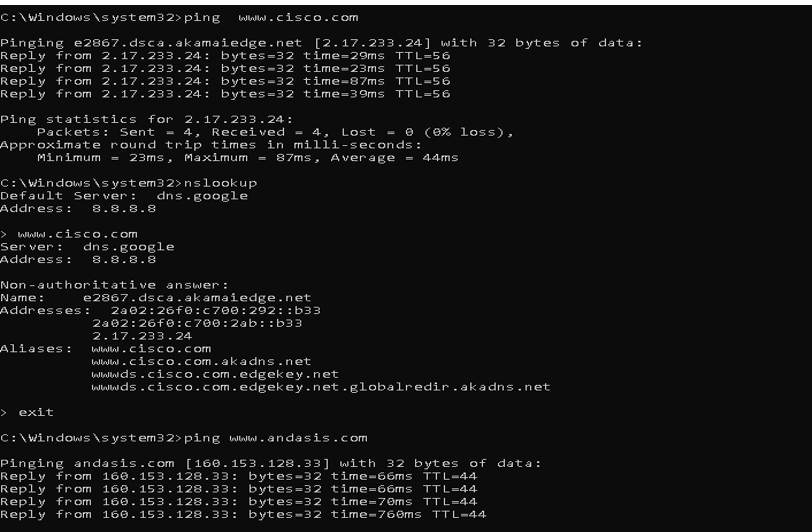 C:\Windows\system32>ping  www.cisco.com
Pinging e2867.dsca.akamaiedge.net [2.17.233.24] with 32 bytes of data:
Reply from 2.17.233.24: bytes=32 time=29ms TTL=56
Reply from 2.17.233.24: bytes=32 time=23ms TTL=56
Reply from 2.17.233.24: bytes=32 time=87ms TTL=56
Reply from 2.17.233.24: bytes=32 time=39ms TTL=56
Ping statistics for 2.17.233.24:
    Packets: Sent = 4, Received = 4, Lost = 0 (0% loss),
Approximate round trip times in milli-seconds:
    Minimum = 23ms, Maximum = 87ms, Average = 44ms
C:\Windows\system32>nslookup
Default Server:  dns.google
Address:  8.8.8.8
> www.cisco.com
Server:  dns.google
Address:  8.8.8.8
Non-authoritative answer:
Name:    e2867.dsca.akamaiedge.net
Addresses:  2a02:26f0:c700:292::b33
          2a02:26f0:c700:2ab::b33
          2.17.233.24
Aliases:  www.cisco.com
          www.cisco.com.akadns.net
          wwwds.cisco.com.edgekey.net
          wwwds.cisco.com.edgekey.net.globalredir.akadns.net
> exit
C:\Windows\system32>ping www.andasis.com
Pinging andasis.com [160.153.128.33] with 32 bytes of data:
Reply from 160.153.128.33: bytes=32 time=66ms TTL=44
Reply from 160.153.128.33: bytes=32 time=66ms TTL=44
Reply from 160.153.128.33: bytes=32 time=70ms TTL=44
Reply from 160.153.128.33: bytes=32 time=760ms TTL=44